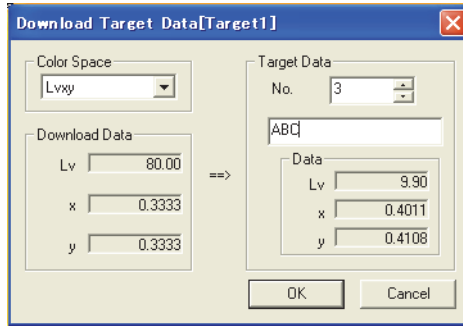 Download Target Data[Target1]
Color Space
Lvxy
Download Data
Lv 80.00
x 0.3333
y 0.3333
==>
Target Data
No. 3
ABC
Data
Lv 9.90
x 0.4011
y 0.4108
OK Cancel